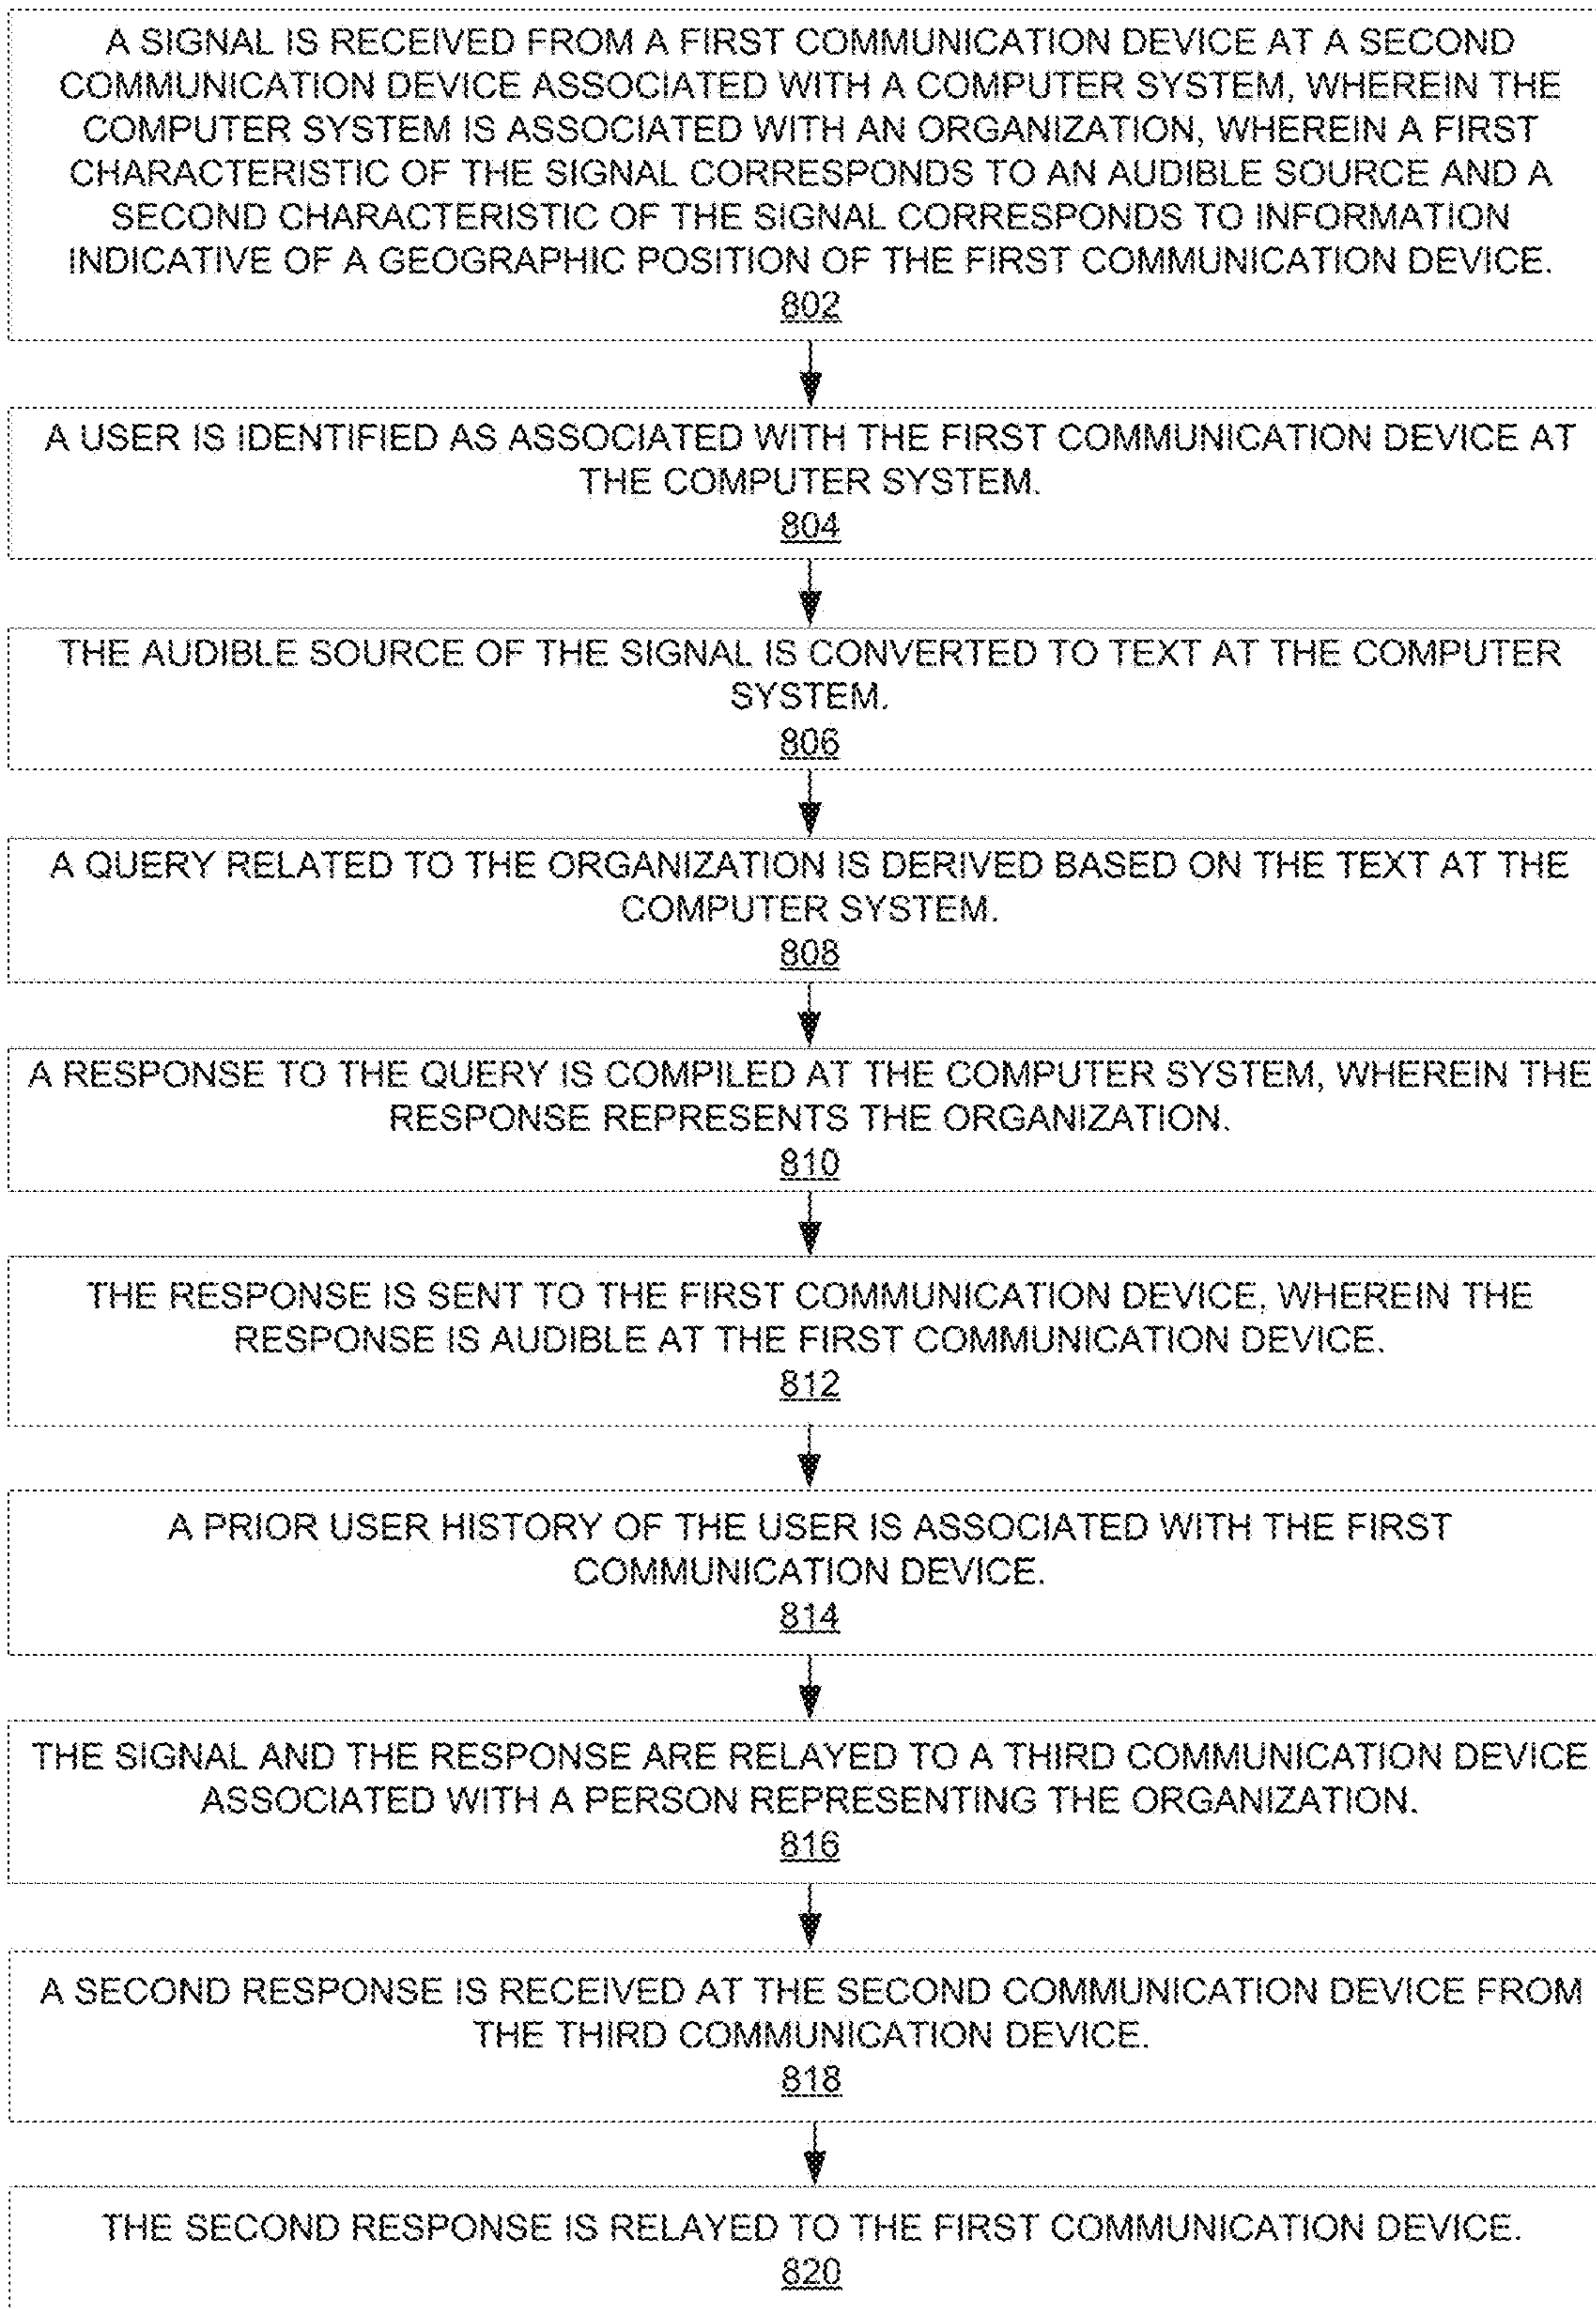 A SIGNAL IS RECEIVED FROM A FIRST COMMUNICATION DEVICE AT A SECOND
COMMUNICATION DEVICE ASSOCIATED WITH A COMPUTER SYSTEM, WHEREIN THE
COMPUTER SYSTEM IS ASSOCIATED WITH AN ORGANIZATION, WHEREIN A FIRST
CHARACTERISTIC OF THE SIGNAL CORRESPONDS TO AN AUDIBLE SOURCE AND A
SECOND CHARACTERISTIC OF THE SIGNAL CORRESPONDS TO INFORMATION
INDICATIVE OF A GEOGRAPHIC POSITION OF THE FIRST COMMUNICATION DEVICE.
802
A USER IS IDENTIFIED AS ASSOCIATED WITH THE FIRST COMMUNICATION DEVICE AT
THE COMPUTER SYSTEM.
804
THE AUDIBLE SOURCE OF THE SIGNAL IS CONVERTED TO TEXT AT THE COMPUTER
SYSTEM.
806
A QUERY RELATED TO THE ORGANIZATION IS DERIVED BASED ON THE TEXT AT THE
COMPUTER SYSTEM.
808
A RESPONSE TO THE QUERY IS COMPILED AT THE COMPUTER SYSTEM, WHEREIN THE
RESPONSE REPRESENTS THE ORGANIZATION.
810
THE RESPONSE IS SENT TO THE FIRST COMMUNICATION DEVICE, WHEREIN THE
RESPONSE IS AUDIBLE AT THE FIRST COMMUNICATION DEVICE.
812
A PRIOR USER HISTORY OF THE USER IS ASSOCIATED WITH THE FIRST
COMMUNICATION DEVICE.
814
THE SIGNAL AND THE RESPONSE ARE RELAYED TO A THIRD COMMUNICATION DEVICE
ASSOCIATED WITH A PERSON REPRESENTING THE ORGANIZATION.
816
A SECOND RESPONSE IS RECEIVED AT THE SECOND COMMUNICATION DEVICE FROM
THE THIRD COMMUNICATION DEVICE.
818
THE SECOND RESPONSE IS RELAYED TO THE FIRST COMMUNICATION DEVICE.
820